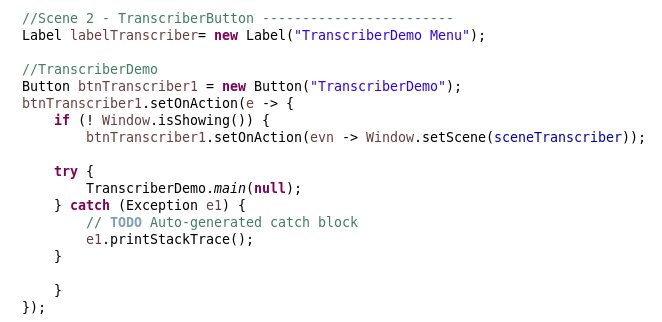 //Scene 2 - TranscriberButton ------------------------
Label labelTranscriber= new Label("TranscriberDemo Menu");
//TranscriberDemo
Button btnTranscriber1 = new Button("TranscriberDemo");
btnTranscriber1.setOnAction(e -> {
if (! Window.isShowing()) {
btnTranscriber1.setOnAction(evn -> Window.setScene(sceneTranscriber));
try {
TranscriberDemo.main(null);
} catch (Exception e1) {
// TODO Auto-generated catch block
e1.printStackTrace();
}
}
});